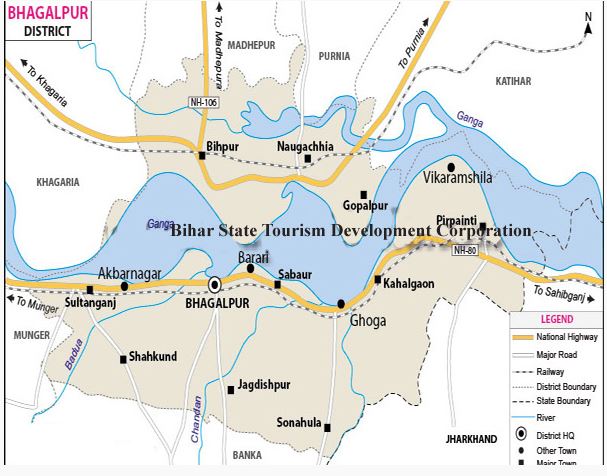 BHAGALPUR
DISTRICT
To Madhepura
MADHEPUR
PURNIA
To Purnia
N
To Khagaria
KATIHAR
NH-106
Ganga
Bihpur
Naugachhia
KHAGARIA
Vikaramshila
Gopalpur
Ganga
Pirpainti
Bihar State Tourism Development Corporation
NH-80
Barari
Akbarnagar
Sabaur
Kahalgaon
To Sahibganj
To Munger
Sultanganj
BHAGALPUR
Ghoga
MUNGER
Badua
Shahkund
Jagdishpur
Chandan
Sonahula
BANKA
JHARKHAND
LEGEND
National Highway
Major Road
Railway
District Boundary
State Boundary
River
District HQ
Other Town
Major Town